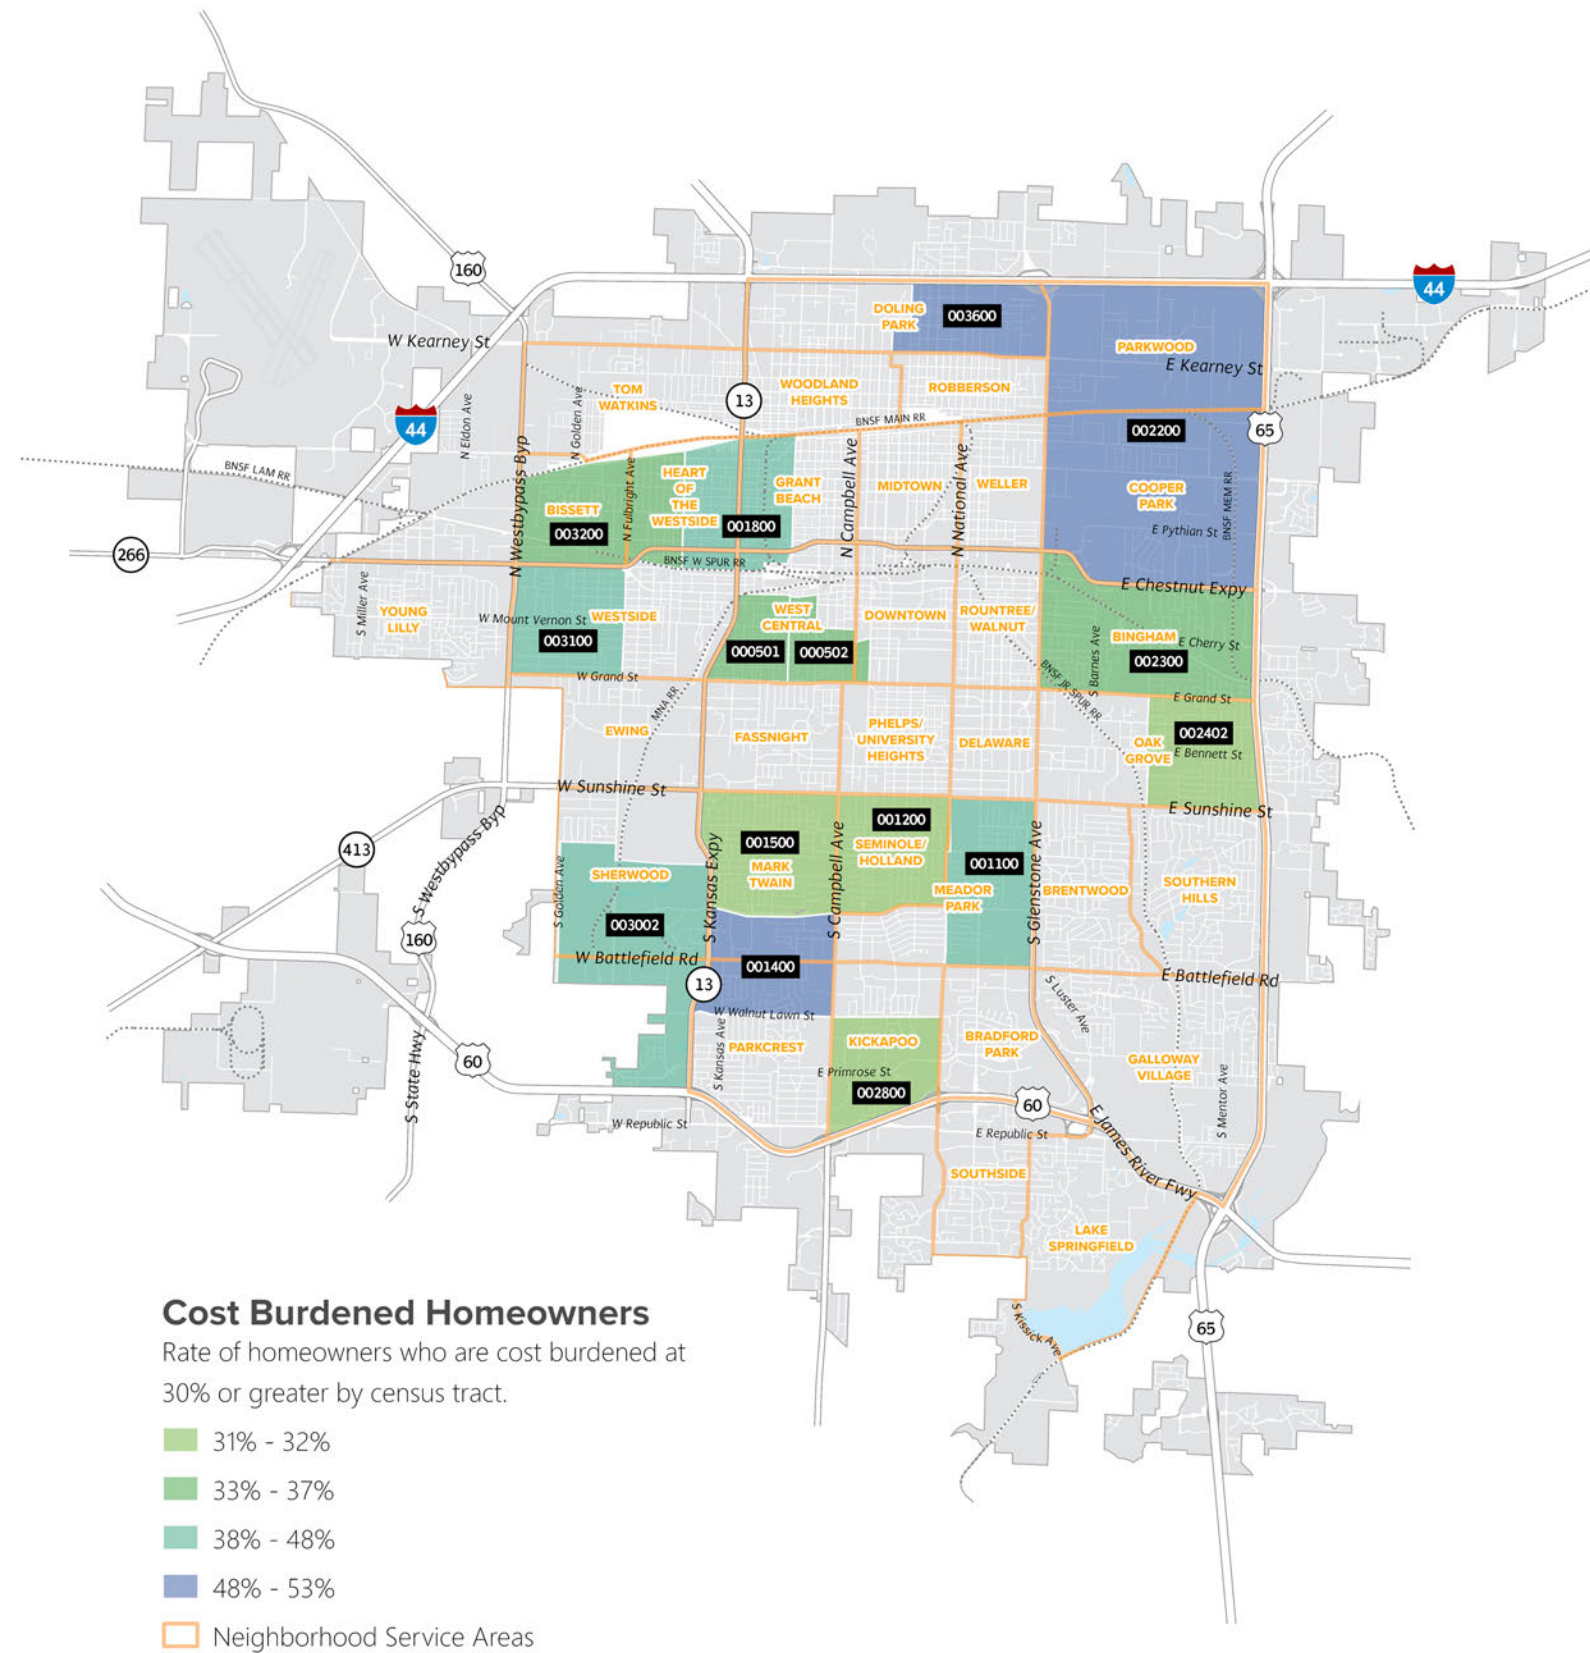 160
44
DOLING
PARK
003600
W Kearney St
PARKWOOD
E Kearney St
TOM
WATKINS
N Golden Ave
13
WOODLAND
HEIGHTS
ROBBERSON
N Eldon Ave
44
BNSF MAIN RR
002200
65
BNSF LAM RR
N Westbypass Byp
N Fulbright Ave
HEART
OF
THE
WESTSIDE
GRANT
BEACH
N Campbell Ave
MIDTOWN
N National Ave
WELLER
COOPER
PARK
BNSF MEM RR
BISSETT
003200
001800
E Pythian St
266
BNSF W SPUR RR
E Chestnut Expy
S Miller Ave
YOUNG
LILLY
W Mount Vernon St
WESTSIDE
003100
WEST
CENTRAL
000501
000502
DOWNTOWN
ROUNTREE/
WALNUT
S Barnes Ave
BINGHAM
E Cherry St
002300
W Grand St
MNA RR
BNSF JR SPUR RR
E Grand St
EWING
FASSNIGHT
PHELPS/
UNIVERSITY
HEIGHTS
DELAWARE
OAK
GROVE
002402
E Bennett St
W Sunshine St
E Sunshine St
S Westbypass Byp
413
001500
MARK
TWAIN
001200
SEMINOLE/
HOLLAND
001100
MEADOR
PARK
S Glenstone Ave
BRENTWOOD
SOUTHERN
HILLS
S Golden Ave
SHERWOOD
003002
S Kansas Expy
S Campbell Ave
160
W Battlefield Rd
001400
E Battlefield Rd
13
W Walnut Lawn St
S Luster Ave
S State Hwy
60
S Kansas Ave
PARKCREST
KICKAPOO
E Primrose St
002800
BRADFORD
PARK
GALLOWAY
VILLAGE
S Mentor Ave
W Republic St
60
E Republic St
E James River Fwy
SOUTHSIDE
LAKE
SPRINGFIELD
S Kissick Ave
65
Cost Burdened Homeowners
Rate of homeowners who are cost burdened at
30% or greater by census tract.
31% - 32%
33% - 37%
38% - 48%
48% - 53%
Neighborhood Service Areas